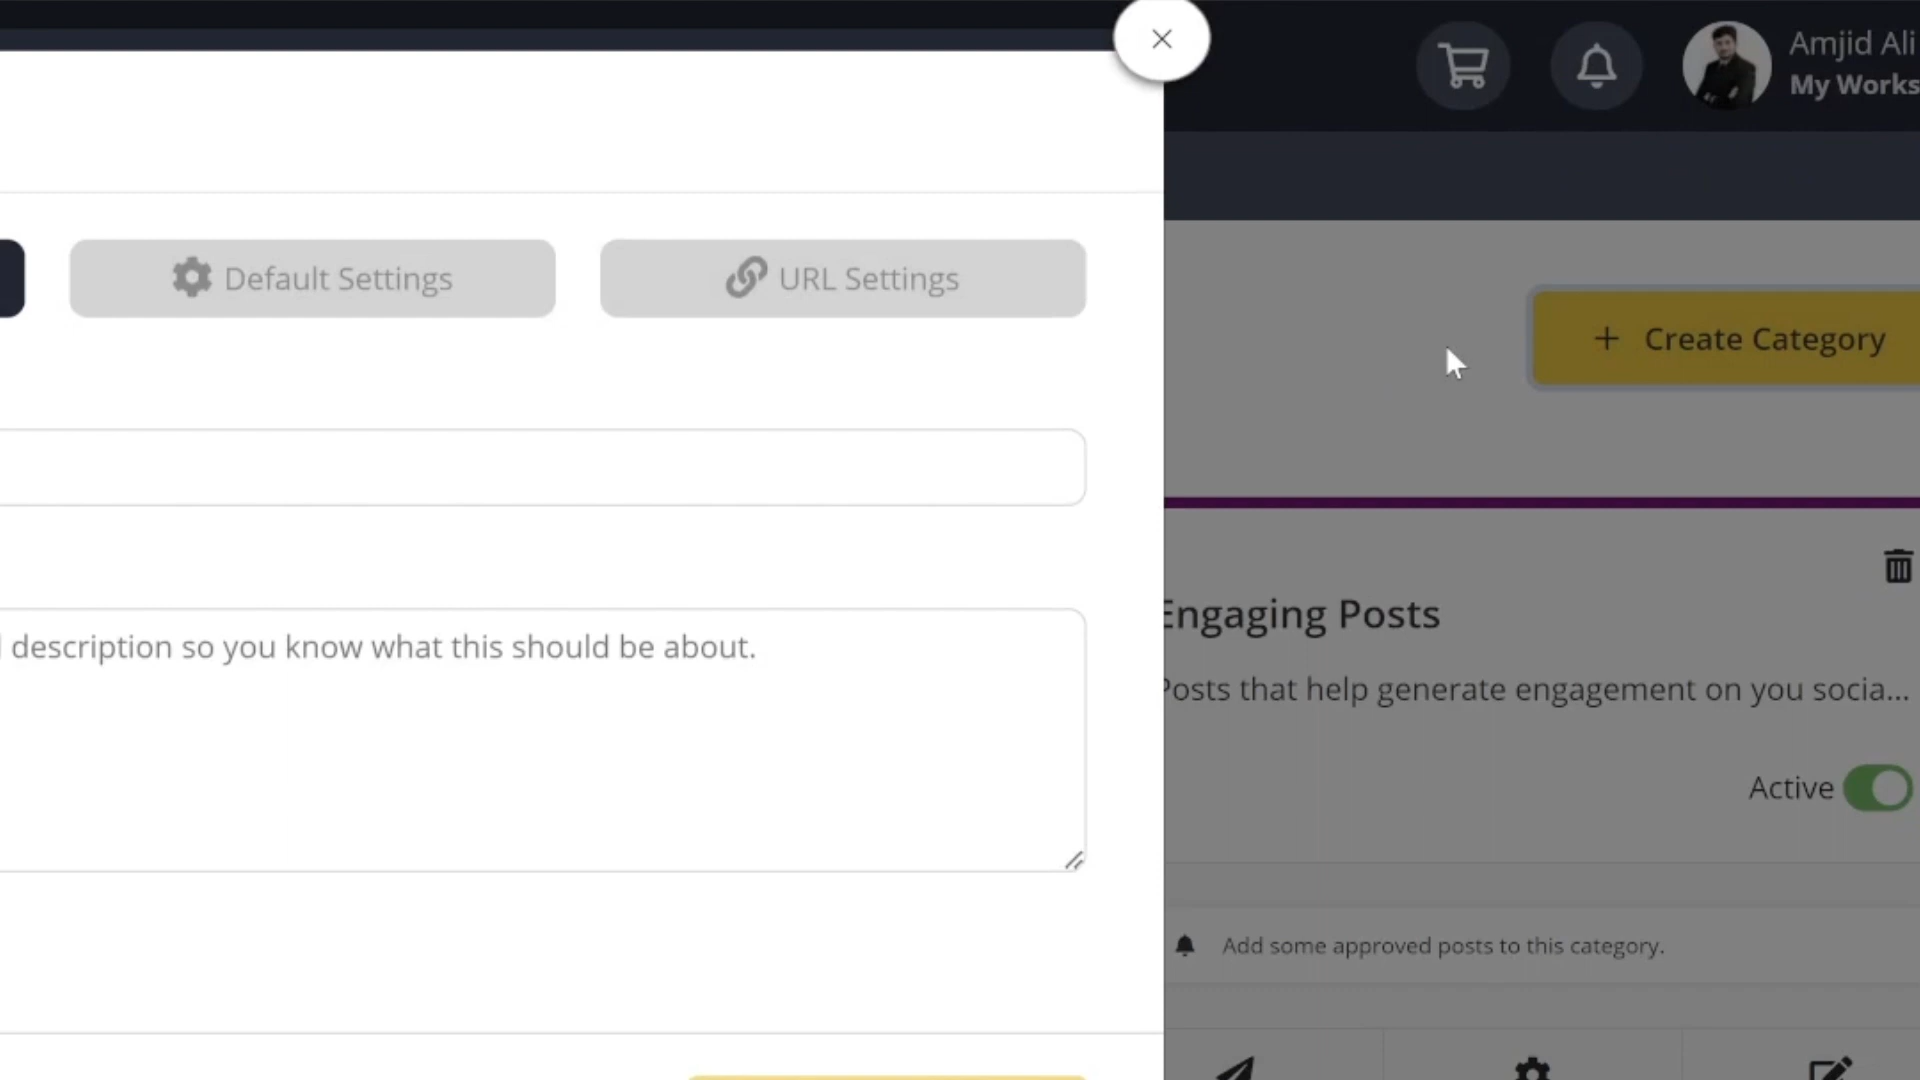 Amjid Ali
My Works
Default Settings
URL Settings
+ Create Category
description so you know what this should be about.
Engaging Posts
Posts that help generate engagement on you socia...
Active
Add some approved posts to this category.